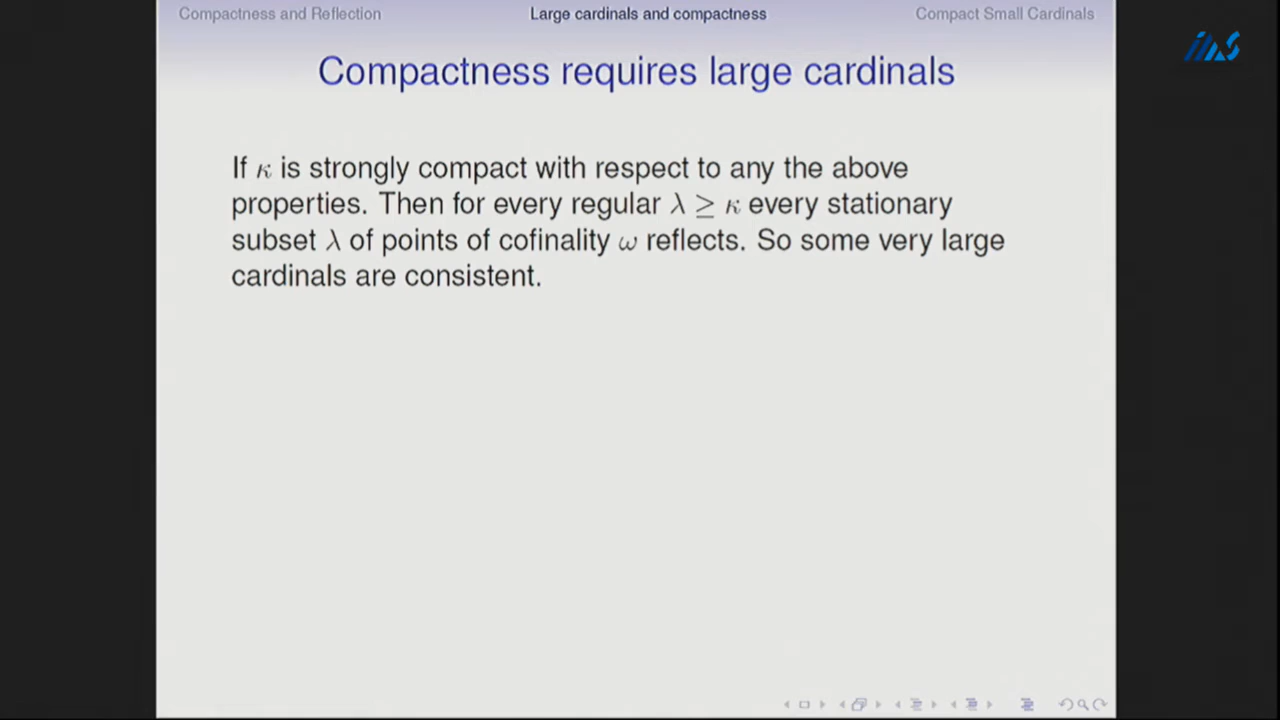 Compactness and Reflection Large cardinals and compactness Compact Small Cardinals
ims
Compactness requires large cardinals
If κ is strongly compact with respect to any the above
properties. Then for every regular λ ≥ κ every stationary
subset λ of points of cofinality ω reflects. So some very large
cardinals are consistent.